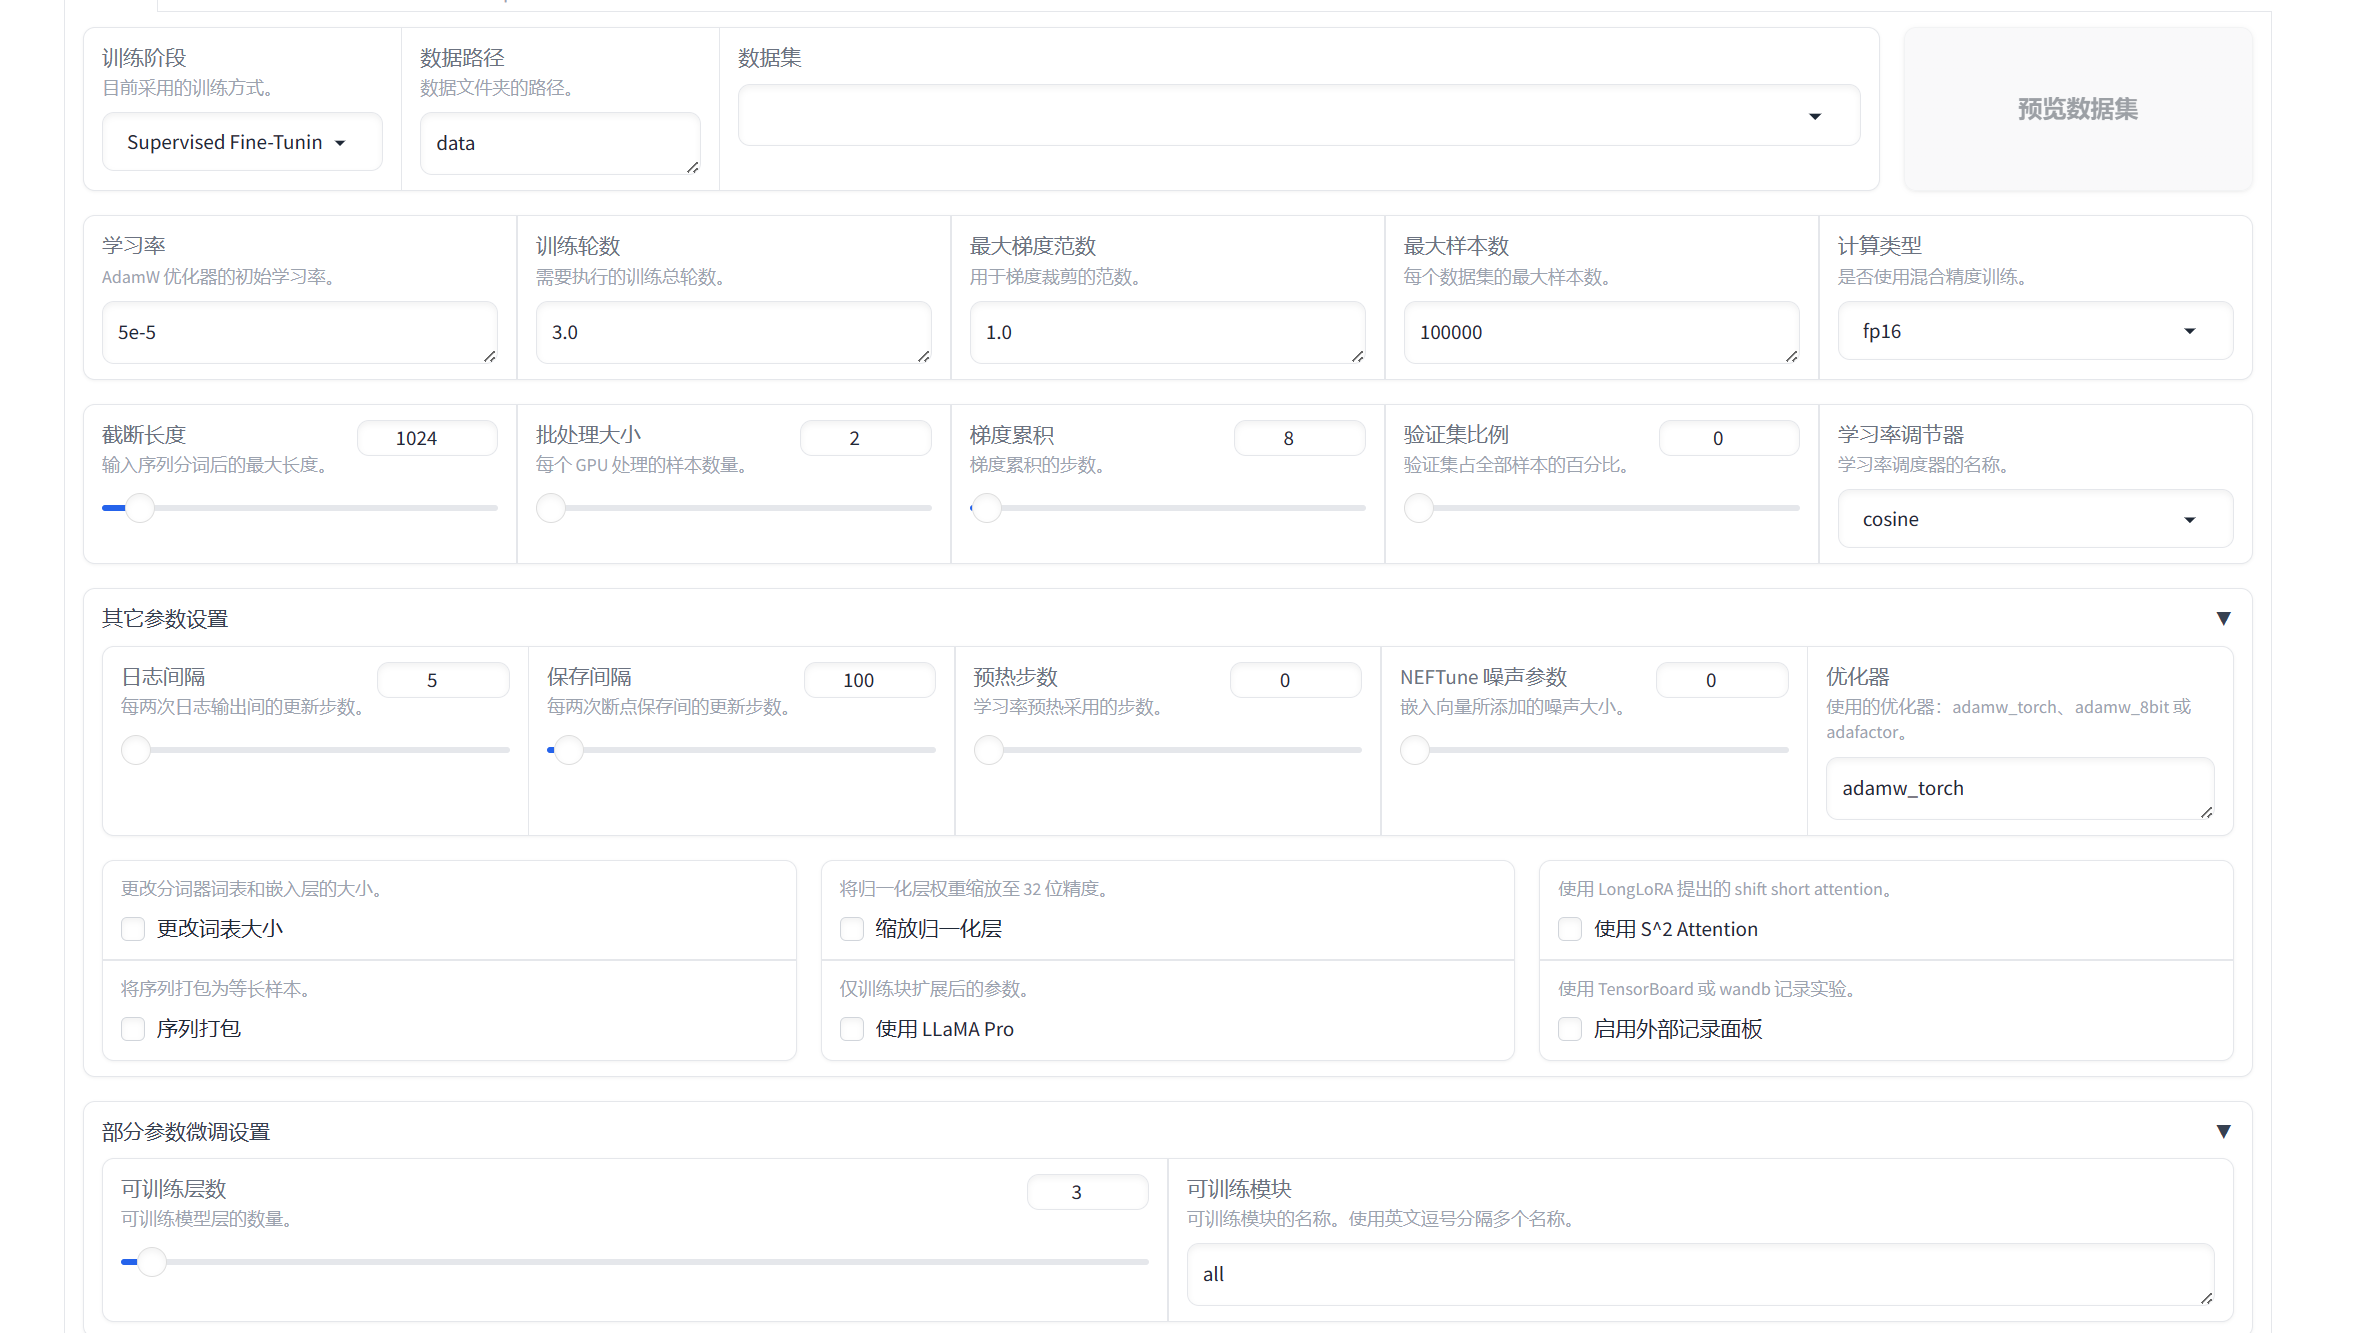 训练阶段
目前采用的训练方式。
Supervised Fine-Tunin
数据路径
数据文件夹的路径。
data
数据集
预览数据集
学习率
AdamW 优化器的初始学习率。
5e-5
训练轮数
需要执行的训练总轮数。
3.0
最大梯度范数
用于梯度裁剪的范数。
1.0
最大样本数
每个数据集的最大样本数。
100000
计算类型
是否使用混合精度训练。
fp16
截断长度
1024
输入序列分词后的最大长度。
批处理大小
2
每个 GPU 处理的样本数量。
梯度累积
8
梯度累积的步数。
验证集比例
0
验证集占全部样本的百分比。
学习率调节器
学习率调度器的名称。
cosine
其它参数设置
日志间隔
5
每两次日志输出间的更新步数。
保存间隔
100
每两次断点保存间的更新步数。
预热步数
0
学习率预热采用的步数。
NEFTune 噪声参数
0
嵌入向量所添加的噪声大小。
优化器
使用的优化器：adamw_torch、adamw_8bit 或
adafactor。
adamw_torch
更改分词器词表和嵌入层的大小。
更改词表大小
将序列打包为等长样本。
序列打包
将归一化层权重缩放至 32 位精度。
缩放归一化层
仅训练块扩展后的参数。
使用 LLaMA Pro
使用 LongLoRA 提出的 shift short attention。
使用 S^2 Attention
使用 TensorBoard 或 wandb 记录实验。
启用外部记录面板
部分参数微调设置
可训练层数
3
可训练模型层的数量。
可训练模块
可训练模块的名称。使用英文逗号分隔多个名称。
all